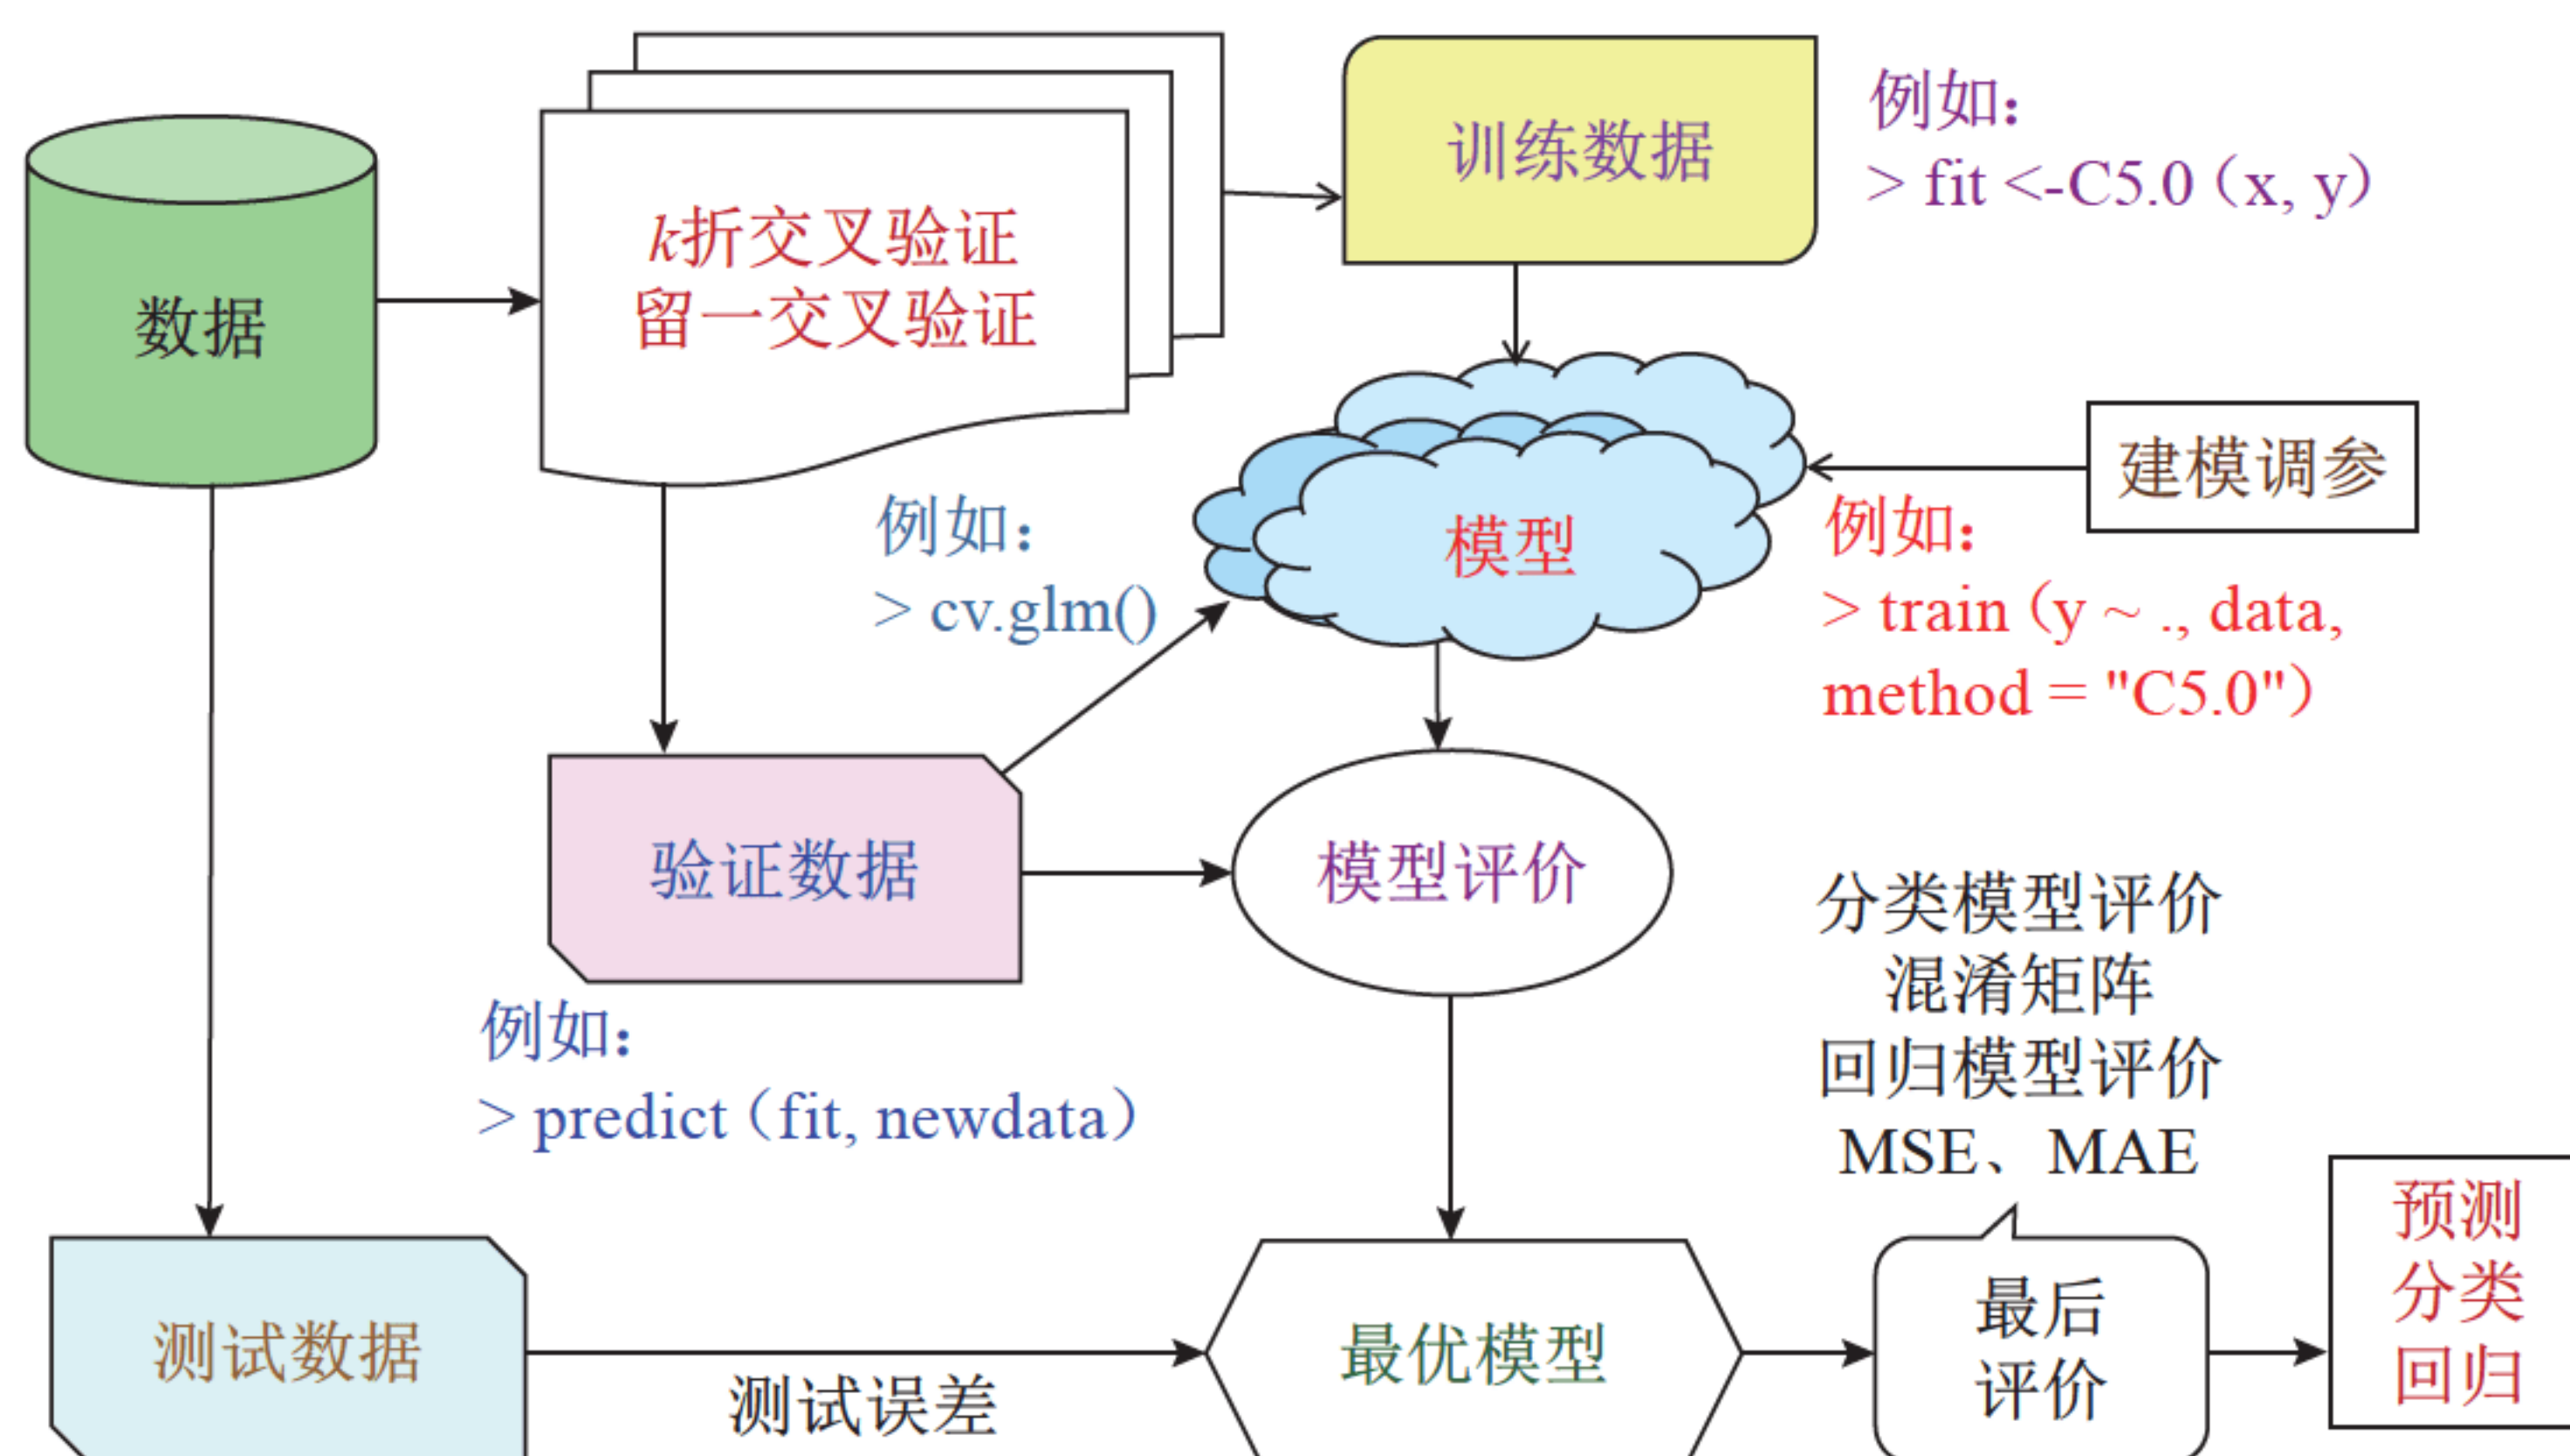 数据
k折交叉验证
留一交叉验证
训练数据
例如：
> fit <-C5.0（x, y）
例如：
> cv.glm()
模型
建模调参
例如：
> train（y ~ ., data,
method = "C5.0"）
验证数据
模型评价
例如：
> predict（fit, newdata）
分类模型评价
混淆矩阵
回归模型评价
MSE、MAE
测试数据
测试误差
最优模型
最后
评价
预测
分类
回归